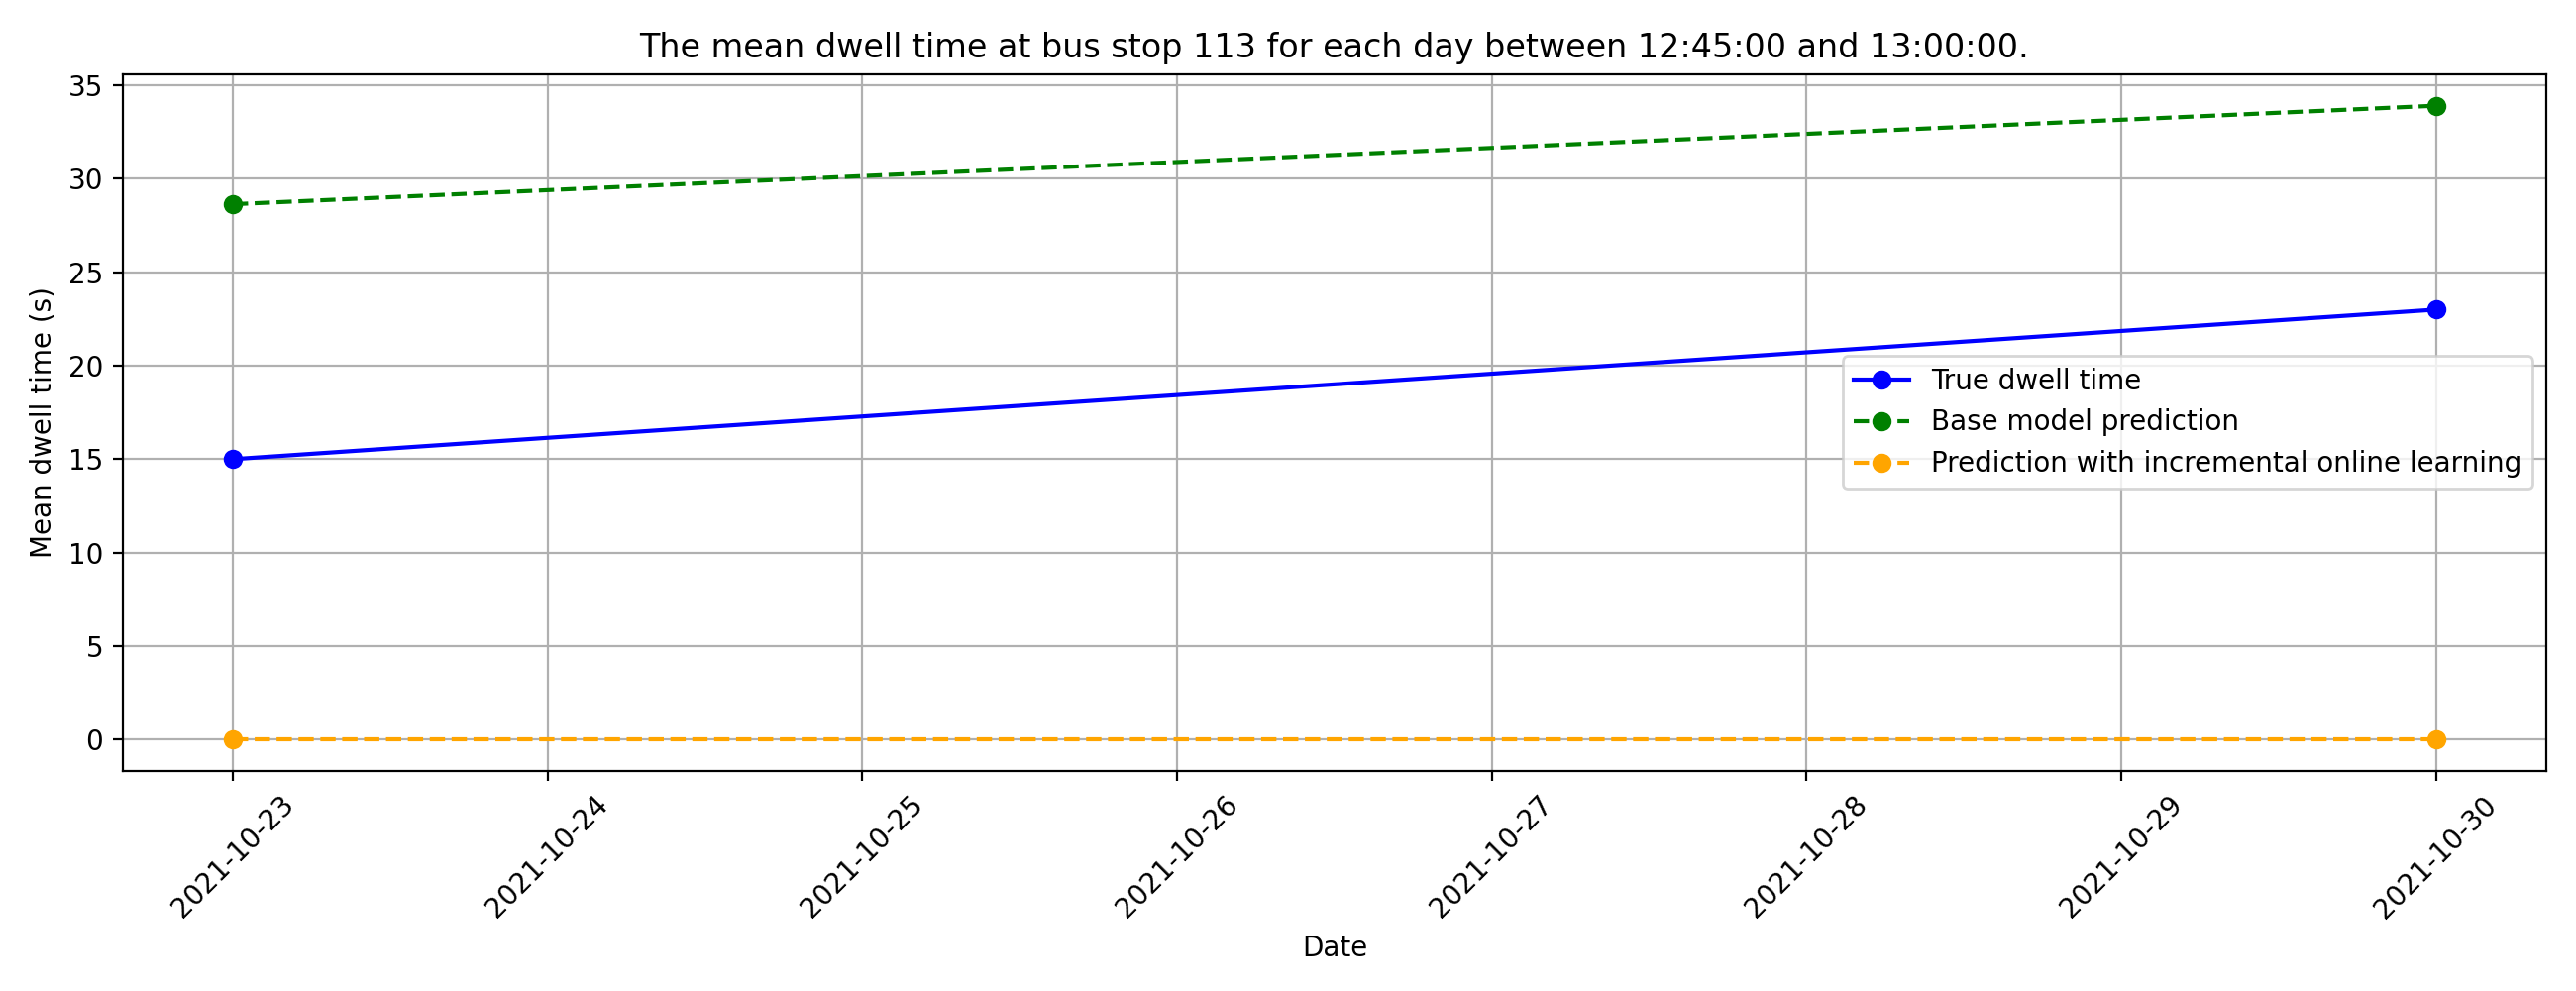 The mean dwell time at bus stop 113 for each day between 12:45:00 and 13:00:00.
35
30
25
20
15
10
5
0
Mean dwell time (s)
True dwell time
Base model prediction
Prediction with incremental online learning
2021-10-23
2021-10-24
2021-10-25
2021-10-26
2021-10-27
2021-10-28
2021-10-29
2021-10-30
Date